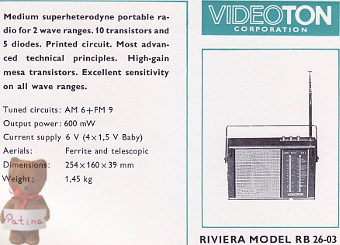 Medium superheterodyne portable ra-
dio for 2 wave ranges. 10 transistors and
5 diodes. Printed circuit. Most advan-
ced technical principles. High-gain
mesa transistors. Excellent sensitivity
on all wave ranges.
Tuned circuits: AM 6+FM 9
Output power: 600 mW
Current supply 6 V (4×1,5 V Baby)
Aerials: Ferrite and telescopic
Dimensions: 254×160×39 mm
Weight: 1,45 kg
Patina
VIDEOTON
CORPORATION
RIVIERA MODEL RB 26-03